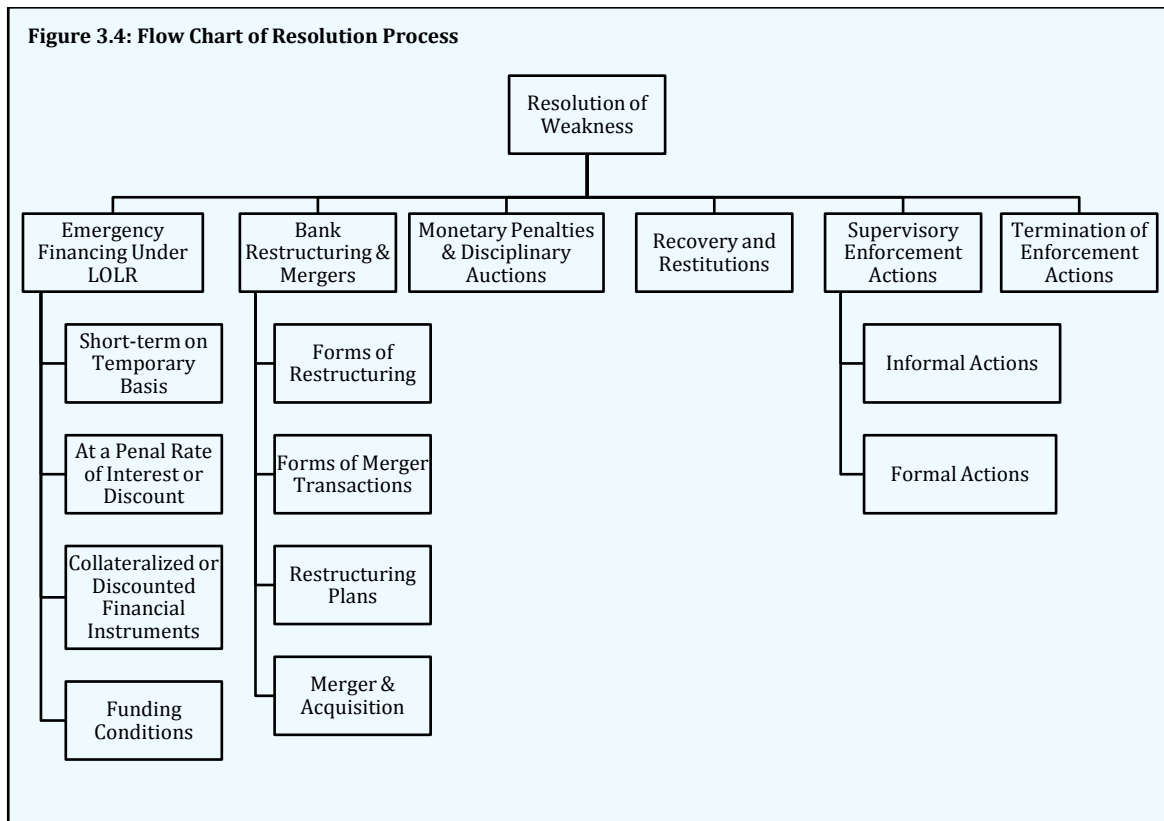 Figure 3.4: Flow Chart of Resolution Process
Resolution of
Weakness
Emergency
Financing Under
LOLR
Bank
Restructuring &
Mergers
Monetary Penalties
& Disciplinary
Auctions
Recovery and
Restitutions
Supervisory
Enforcement
Actions
Termination of
Enforcement
Actions
Short-term on
Temporary
Basis
At a Penal Rate
of Interest or
Discount
Collateralized or
Discounted
Financial
Instruments
Funding
Conditions
Forms of
Restructuring
Forms of Merger
Transactions
Restructuring
Plans
Merger &
Acquisition
Informal Actions
Formal Actions